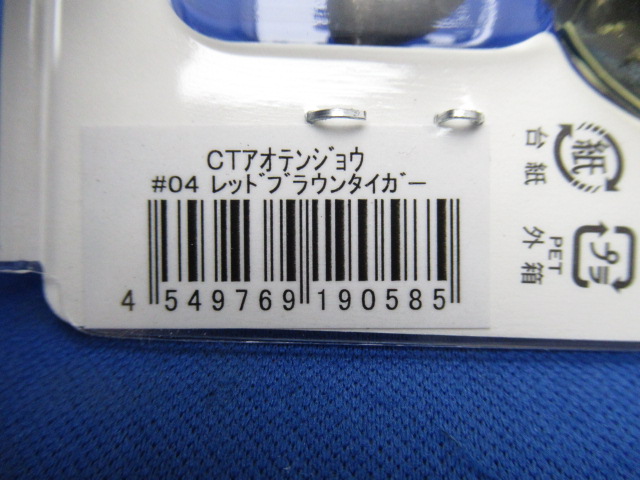 CTｱｵﾃﾝｼﾞｮｳ
#04 ﾚｯﾄﾞﾌﾞﾗｳﾝﾀｲｶﾞｰ
4 549769 190585
紙
台紙
プラ
PET
外箱